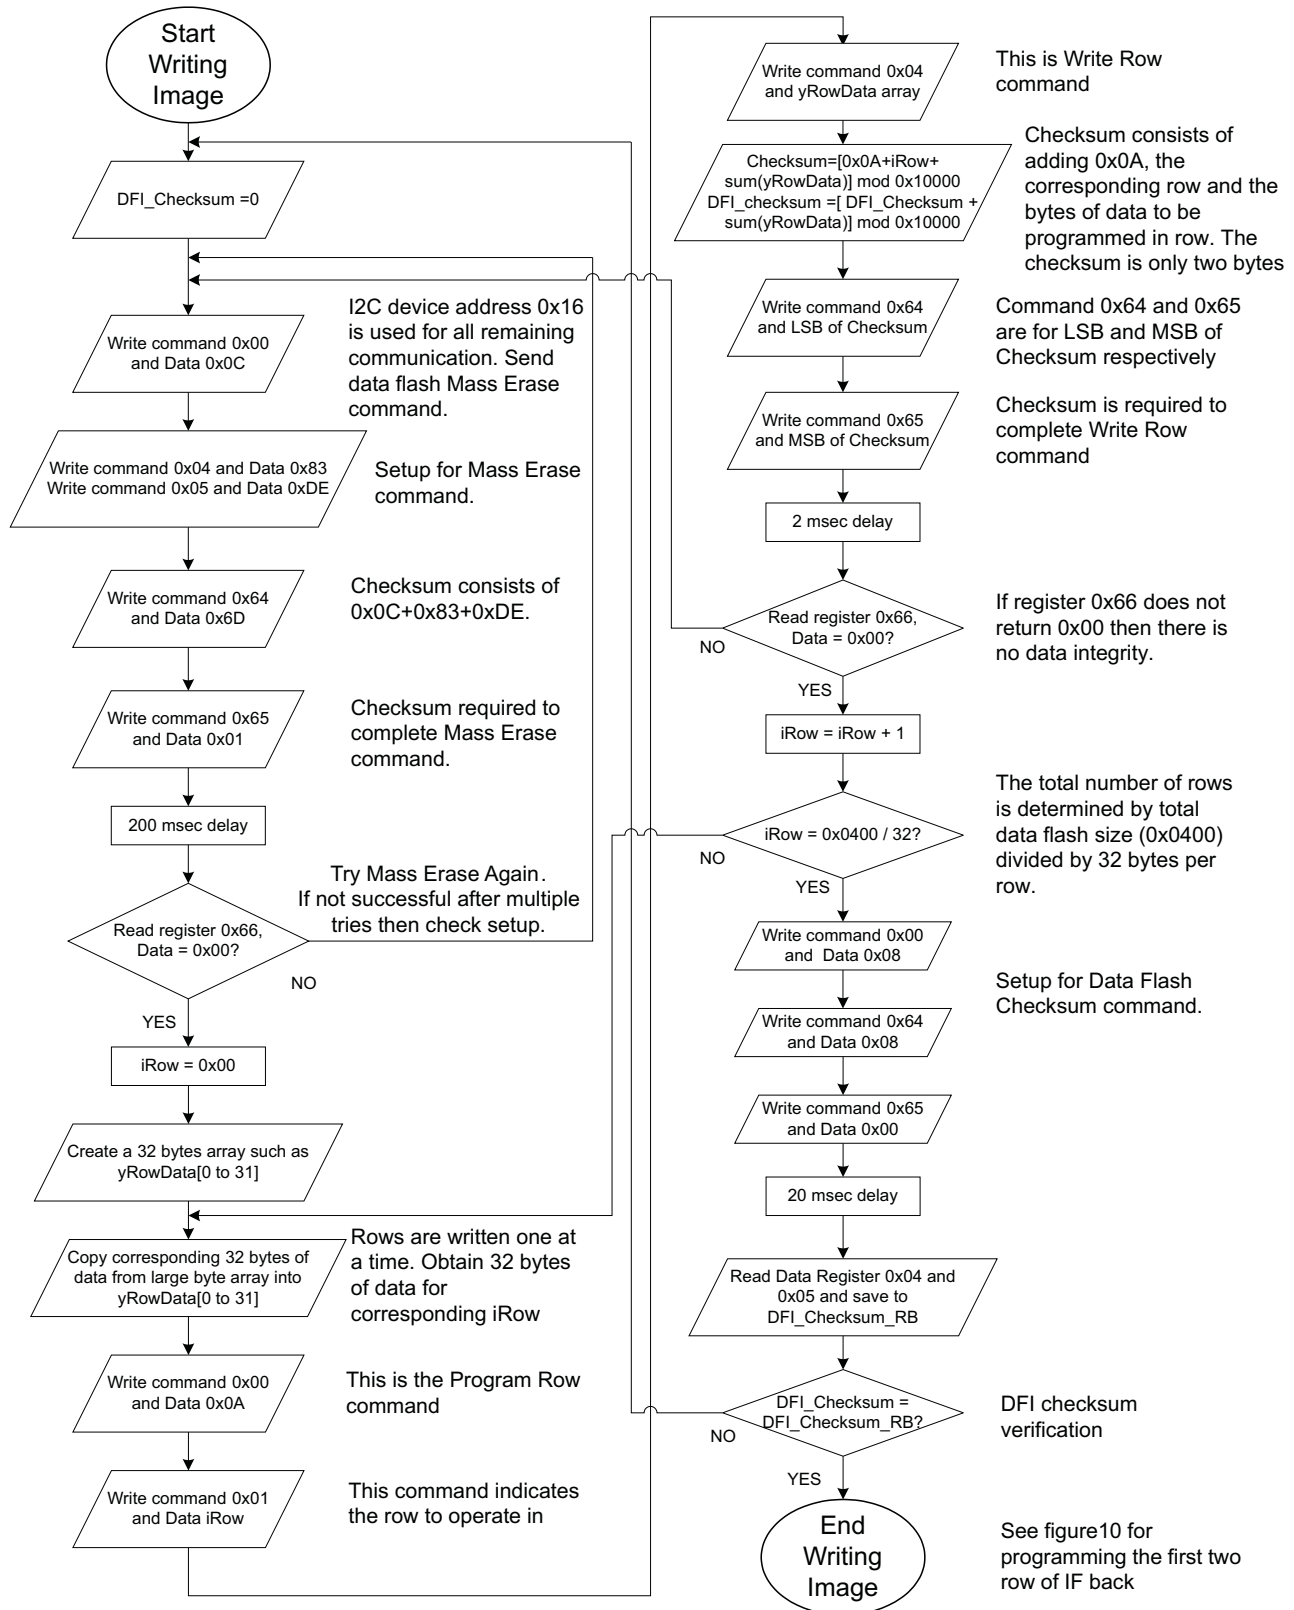 Start
Writing
Image
DFI_Checksum =0
I2C device address 0x16
is used for all remaining
communication. Send
data flash Mass Erase
command.
Write command 0x00
and Data 0x0C
Write command 0x04 and Data 0x83
Write command 0x05 and Data 0xDE
Setup for Mass Erase
command.
Write command 0x64
and Data 0x6D
Checksum consists of
0x0C+0x83+0xDE.
Write command 0x65
and Data 0x01
Checksum required to
complete Mass Erase
command.
200 msec delay
Try Mass Erase Again.
If not successful after multiple
tries then check setup.
Read register 0x66,
Data = 0x00?
NO
YES
iRow = 0x00
Create a 32 bytes array such as
yRowData[0 to 31]
Copy corresponding 32 bytes of
data from large byte array into
yRowData[0 to 31]
Rows are written one at
a time. Obtain 32 bytes
of data for
corresponding iRow
Write command 0x00
and Data 0x0A
This is the Program Row
command
Write command 0x01
and Data iRow
This command indicates
the row to operate in
Write command 0x04
and yRowData array
This is Write Row
command
Checksum=[0x0A+iRow+
sum(yRowData)] mod 0x10000
DFI_checksum =[ DFI_Checksum +
sum(yRowData)] mod 0x10000
Checksum consists of
adding 0x0A, the
corresponding row and the
bytes of data to be
programmed in row. The
checksum is only two bytes
Write command 0x64
and LSB of Checksum
Command 0x64 and 0x65
are for LSB and MSB of
Checksum respectively
Write command 0x65
and MSB of Checksum
Checksum is required to
complete Write Row
command
2 msec delay
Read register 0x66,
Data = 0x00?
NO
YES
If register 0x66 does not
return 0x00 then there is
no data integrity.
iRow = iRow + 1
iRow = 0x0400 / 32?
NO
YES
The total number of rows
is determined by total
data flash size (0x0400)
divided by 32 bytes per
row.
Write command 0x00
and Data 0x08
Setup for Data Flash
Checksum command.
Write command 0x64
and Data 0x08
Write command 0x65
and Data 0x00
20 msec delay
Read Data Register 0x04 and
0x05 and save to
DFI_Checksum_RB
DFI_Checksum =
DFI_Checksum_RB?
NO
YES
DFI checksum
verification
End
Writing
Image
See figure10 for
programming the first two
row of IF back